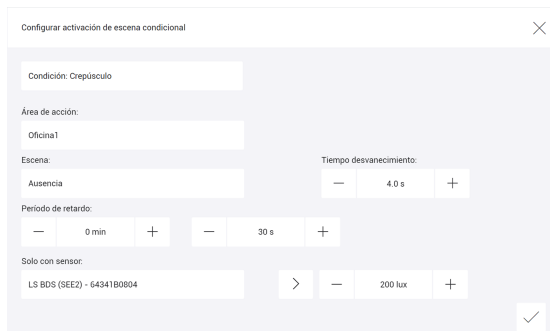 Configurar activación de escena condicional
Condición: Crepúsculo
Área de acción:
Oficina1
Escena:
Tiempo desvanecimiento:
Ausencia
4.0 s
Período de retardo:
0 min
30 s
Solo con sensor:
LS BDS (SEE2) - 64341B0804
200 lux